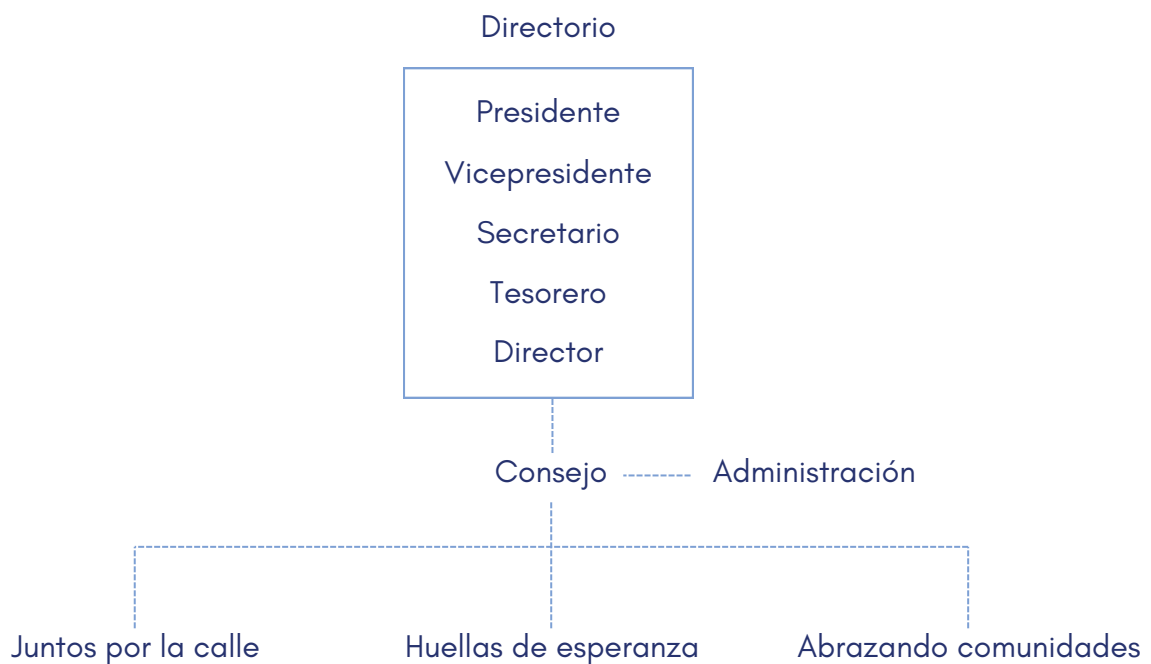 Directorio
Presidente
Vicepresidente
Secretario
Tesorero
Director
Consejo
Administración
Juntos por la calle
Huellas de esperanza
Abrazando comunidades